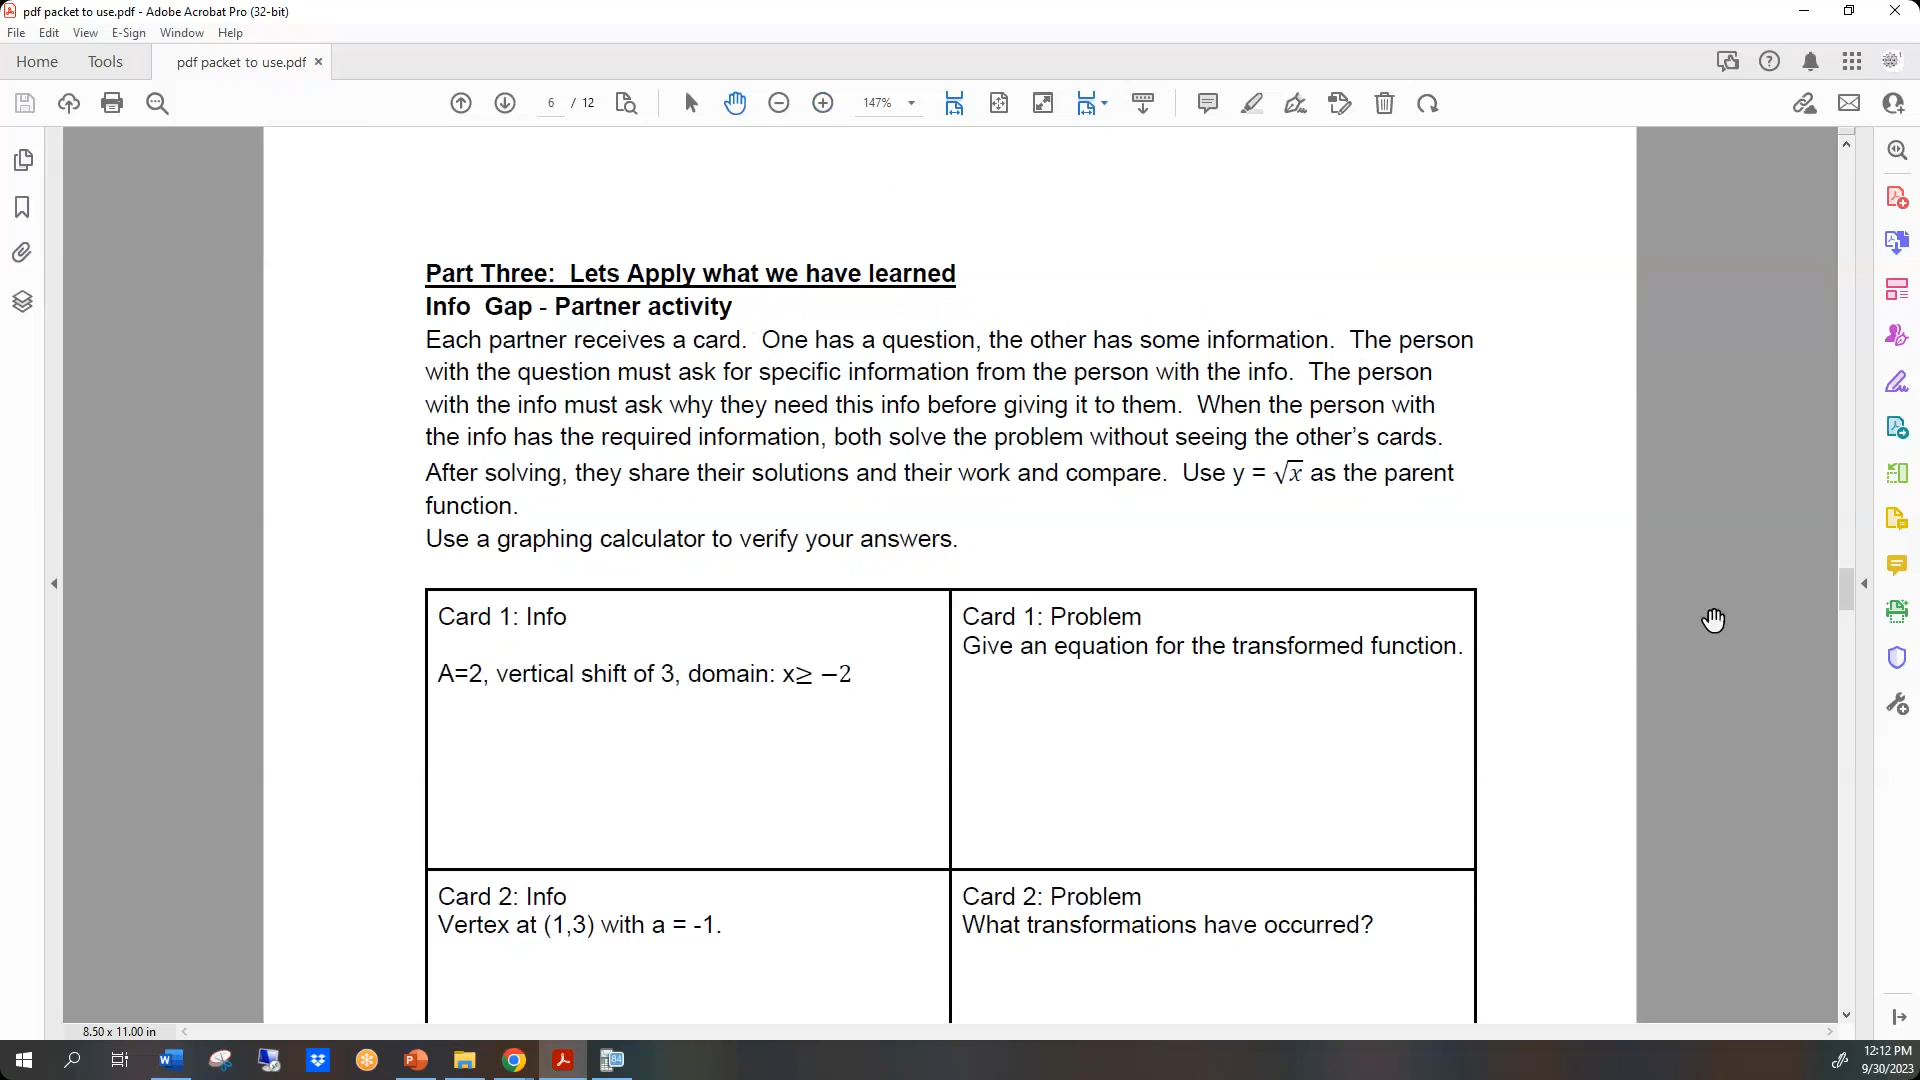 pdf packet to use.pdf - Adobe Acrobat Pro (32-bit)
File Edit View E-Sign Window Help
Home Tools pdf packet to use.pdf ×
6 / 12 147%
Part Three:  Lets Apply what we have learned
Info  Gap - Partner activity
Each partner receives a card.  One has a question, the other has some information.  The person
with the question must ask for specific information from the person with the info.  The person
with the info must ask why they need this info before giving it to them.  When the person with
the info has the required information, both solve the problem without seeing the other’s cards.
After solving, they share their solutions and their work and compare.  Use y = √x as the parent
function.
Use a graphing calculator to verify your answers.
Card 1: Info
A=2, vertical shift of 3, domain: x≥ −2
Card 1: Problem
Give an equation for the transformed function.
Card 2: Info
Vertex at (1,3) with a = -1.
Card 2: Problem
What transformations have occurred?
8.50 x 11.00 in
12:12 PM
9/30/2023